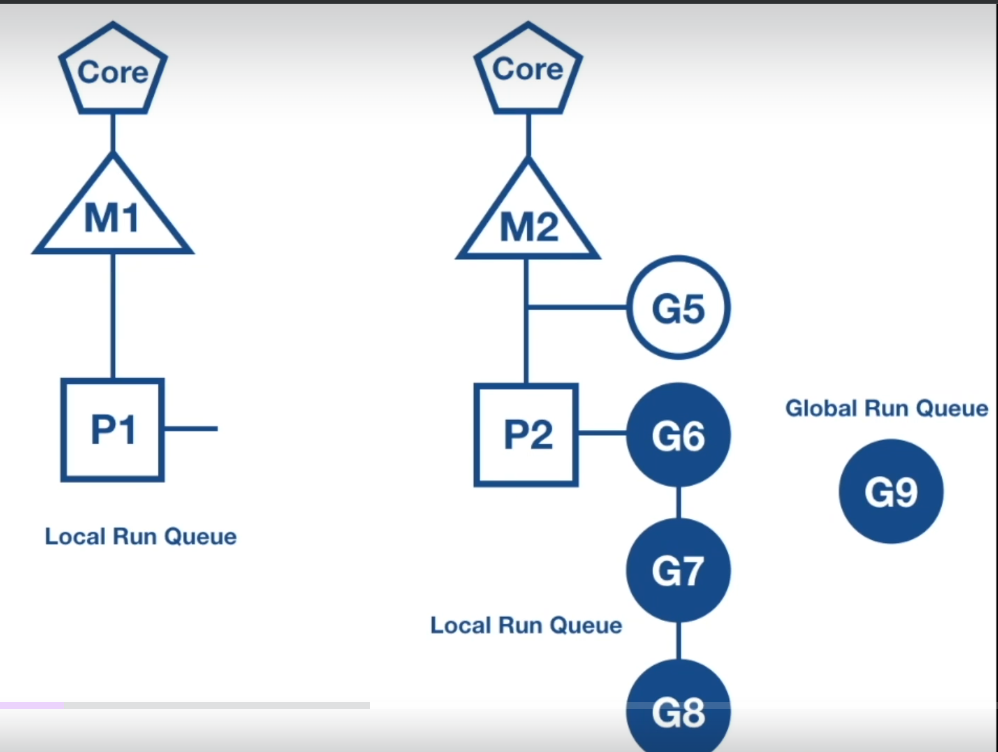 Core
Core
M1
M2
G5
P1
P2
G6
Global Run Queue
G9
Local Run Queue
G7
Local Run Queue
G8